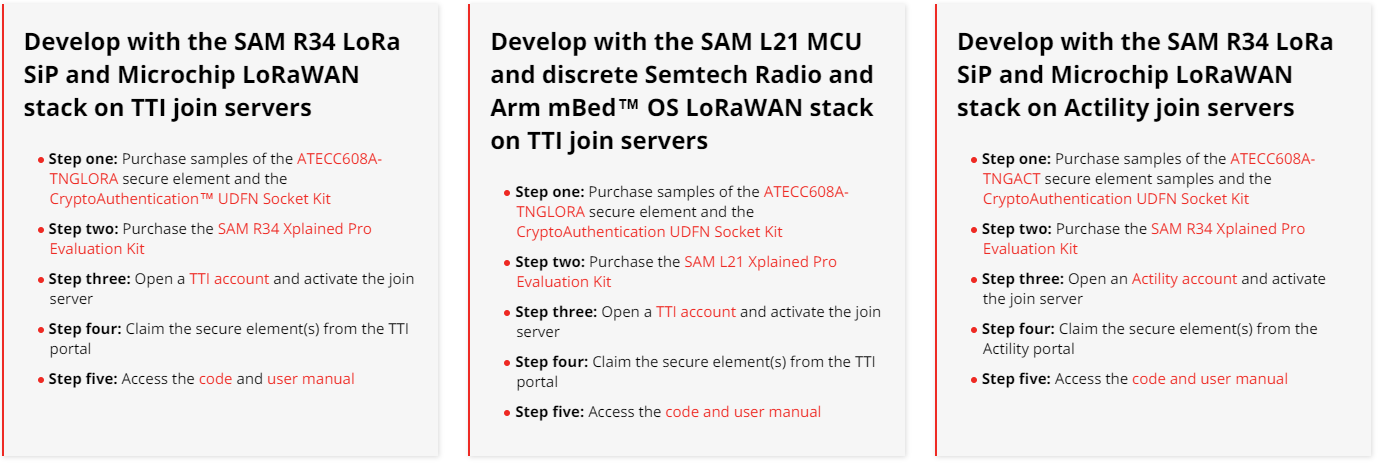 Develop with the SAM R34 LoRa
SiP and Microchip LoRaWAN
stack on TTI join servers
Step one: Purchase samples of the ATECC608A-
TNGLORA secure element and the
CryptoAuthentication™ UDFN Socket Kit
Step two: Purchase the SAM R34 Xplained Pro
Evaluation Kit
Step three: Open a TTI account and activate the join
server
Step four: Claim the secure element(s) from the TTI
portal
Step five: Access the code and user manual
Develop with the SAM L21 MCU
and discrete Semtech Radio and
Arm mBed™ OS LoRaWAN stack
on TTI join servers
Step one: Purchase samples of the ATECC608A-
TNGLORA secure element and the
CryptoAuthentication UDFN Socket Kit
Step two: Purchase the SAM L21 Xplained Pro
Evaluation Kit
Step three: Open a TTI account and activate the join
server
Step four: Claim the secure element(s) from the TTI
portal
Step five: Access the code and user manual
Develop with the SAM R34 LoRa
SiP and Microchip LoRaWAN
stack on Actility join servers
Step one: Purchase samples of the ATECC608A-
TNGACT secure element samples and the
CryptoAuthentication UDFN Socket Kit
Step two: Purchase the SAM R34 Xplained Pro
Evaluation Kit
Step three: Open an Actility account and activate
the join server
Step four: Claim the secure element(s) from the
Actility portal
Step five: Access the code and user manual